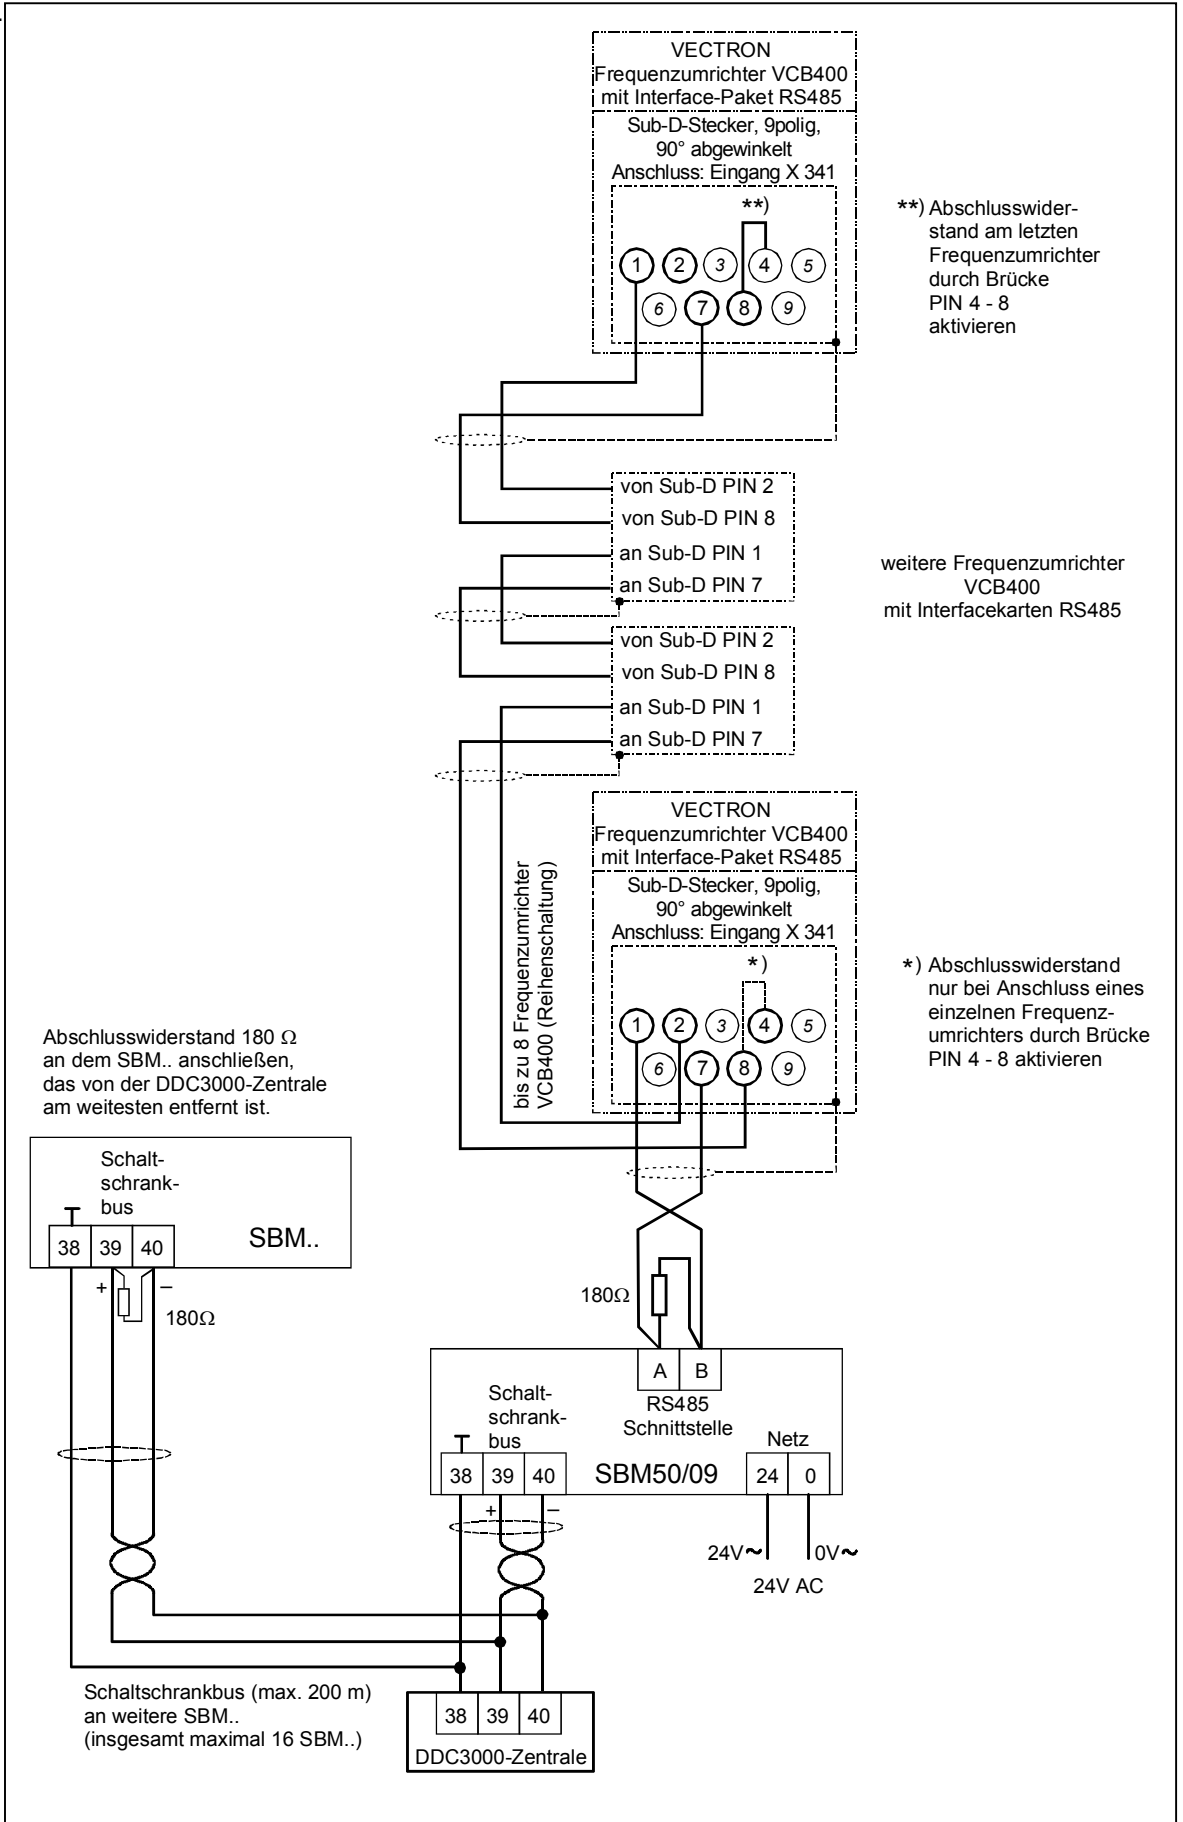 VECTRON
Frequenzumrichter VCB400
mit Interface-Paket RS485
Sub-D-Stecker, 9polig,
90° abgewinkelt
Anschluss: Eingang X 341
**)
1 2 3 4 5
6 7 8 9
**) Abschlusswider-
stand am letzten
Frequenzumrichter
durch Brücke
PIN 4 - 8
aktivieren
von Sub-D PIN 2
von Sub-D PIN 8
an Sub-D PIN 1
an Sub-D PIN 7
von Sub-D PIN 2
von Sub-D PIN 8
an Sub-D PIN 1
an Sub-D PIN 7
weitere Frequenzumrichter
VCB400
mit Interfacekarten RS485
bis zu 8 Frequenzumrichter
VCB400 (Reihenschaltung)
VECTRON
Frequenzumrichter VCB400
mit Interface-Paket RS485
Sub-D-Stecker, 9polig,
90° abgewinkelt
Anschluss: Eingang X 341
*)
1 2 3 4 5
6 7 8 9
*) Abschlusswiderstand
nur bei Anschluss eines
einzelnen Frequenz-
umrichters durch Brücke
PIN 4 - 8 aktivieren
Abschlusswiderstand 180 Ω
an dem SBM.. anschließen,
das von der DDC3000-Zentrale
am weitesten entfernt ist.
Schalt-
schrank-
bus
38 39 40
SBM..
+ –
180Ω
180Ω
A B
RS485
Schnittstelle
Schalt-
schrank-
bus
38 39 40
SBM50/09
Netz
24 0
+ –
24V~ 0V~
24V AC
Schaltschrankbus (max. 200 m)
an weitere SBM..
(insgesamt maximal 16 SBM..)
38 39 40
DDC3000-Zentrale